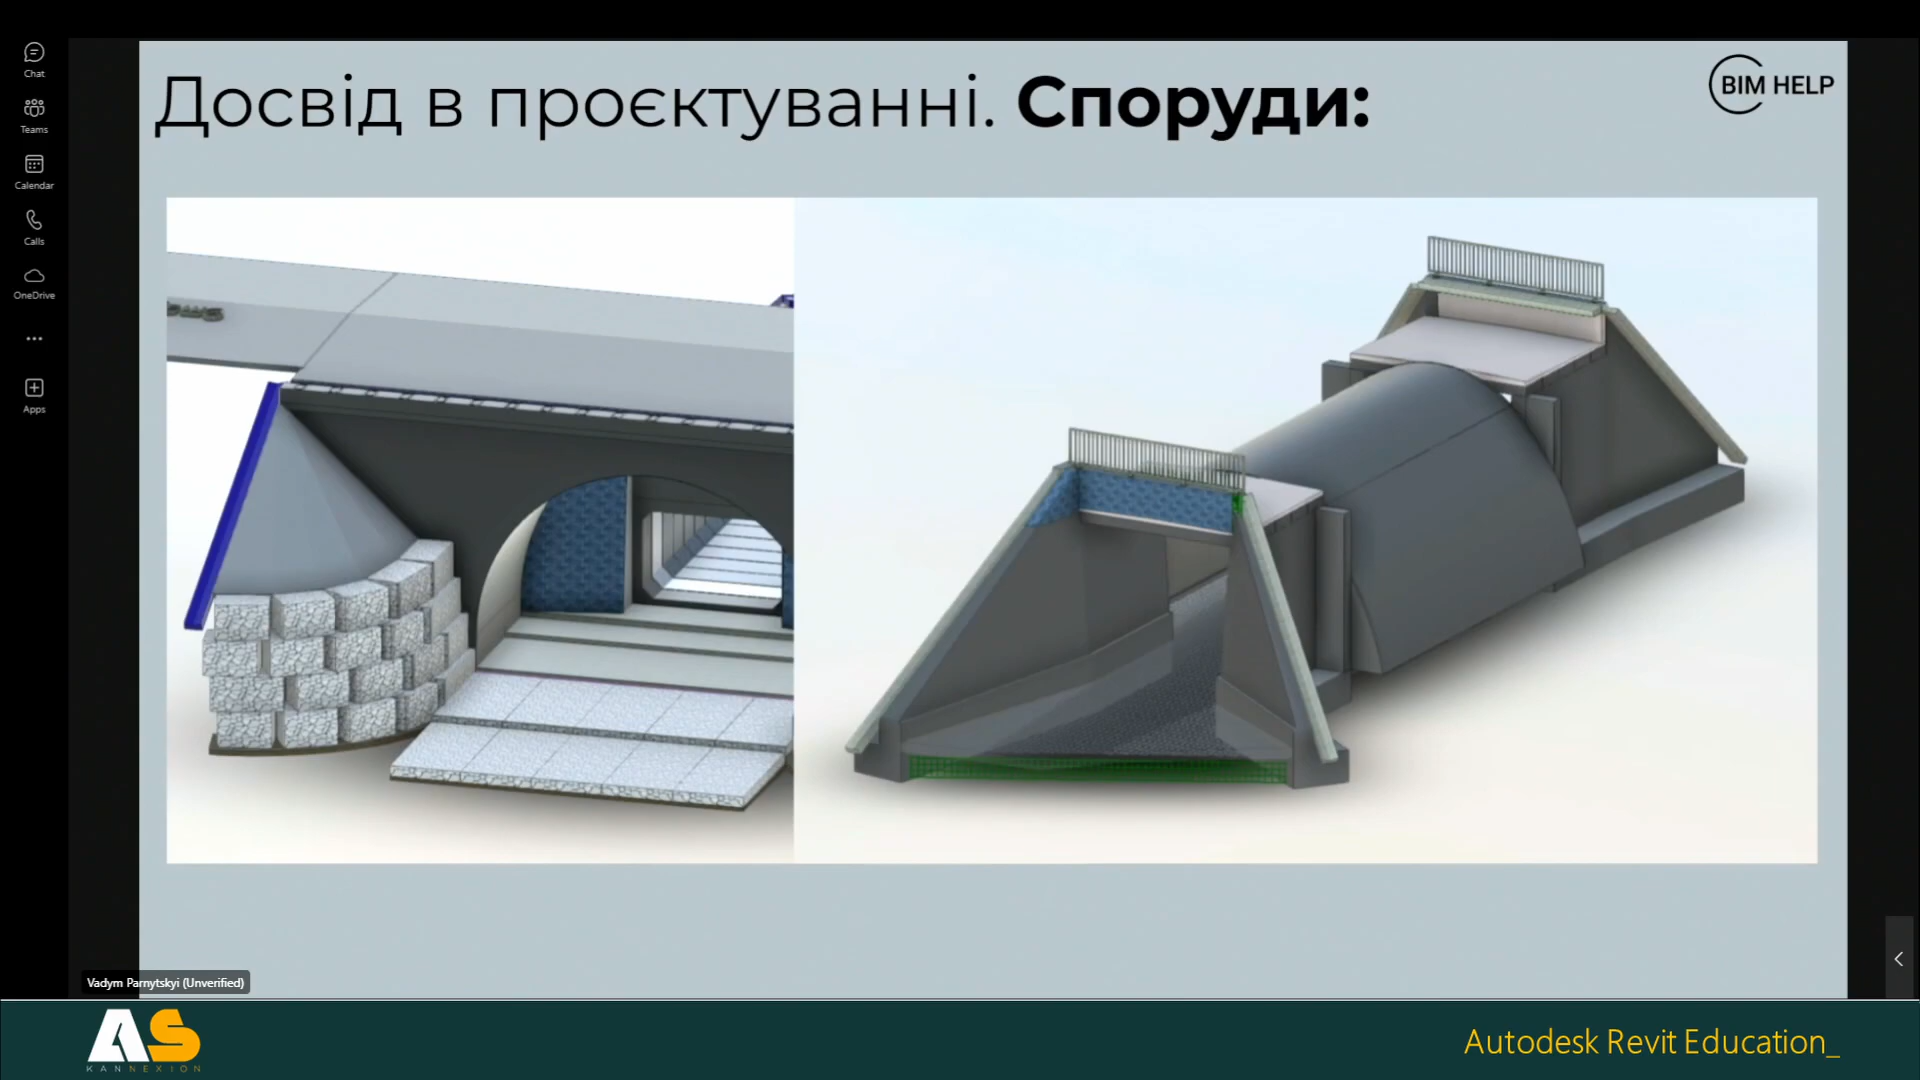 Chat
Teams
Calendar
Calls
OneDrive
Apps
Досвід в проєктуванні. Споруди:
BIM HELP
Vadym Parnytskyi (Unverified)
AS
KANNEXION
Autodesk Revit Education_